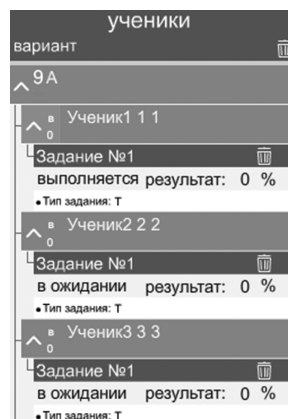 ученики
вариант
9 А
в Ученик1 1 1
0
Задание №1
выполняется результат: 0 %
• Тип задания: Т
в Ученик2 2 2
0
Задание №1
в ожидании результат: 0 %
• Тип задания: Т
в Ученик3 3 3
0
Задание №1
в ожидании результат: 0 %
• Тип задания: Т